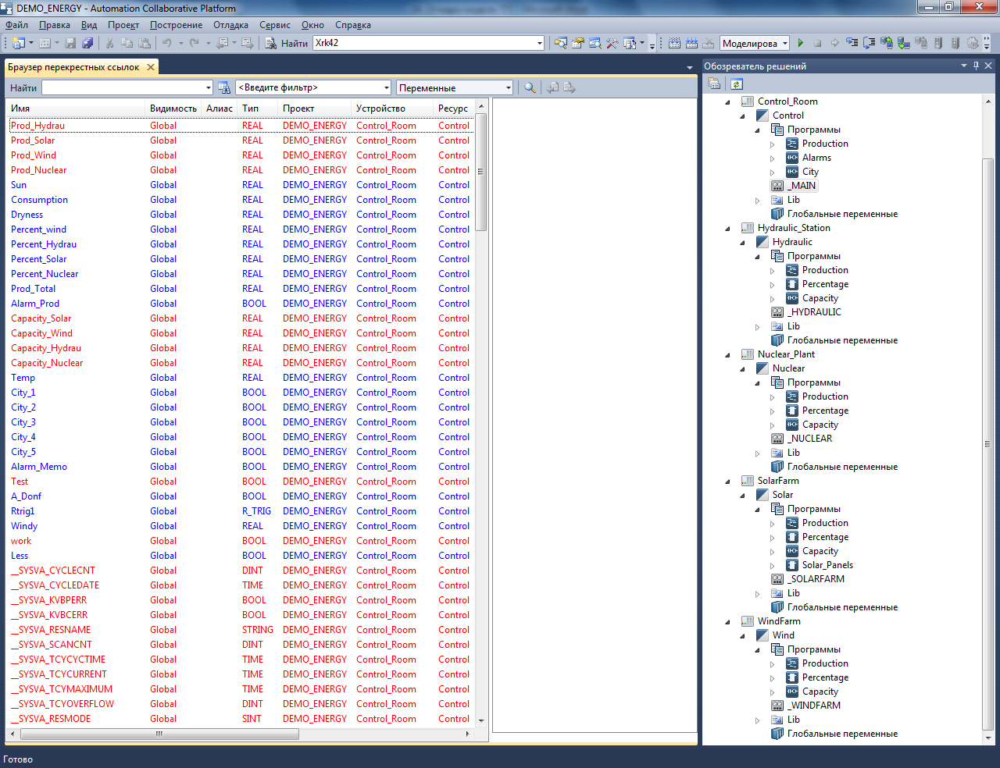 DEMO_ENERGY - Automation Collaborative Platform
Файл Правка Вид Проект Построение Отладка Сервис Окно Справка
Найти Xrk42 Моделирова
Браузер перекрестных ссылок
Найти <Введите фильтр> Переменные
Имя Видимость Алиас Тип Проект Устройство Ресурс
Prod_Hydrau Global REAL DEMO_ENERGY Control_Room Control
Prod_Solar Global REAL DEMO_ENERGY Control_Room Control
Prod_Wind Global REAL DEMO_ENERGY Control_Room Control
Prod_Nuclear Global REAL DEMO_ENERGY Control_Room Control
Sun Global REAL DEMO_ENERGY Control_Room Control
Consumption Global REAL DEMO_ENERGY Control_Room Control
Dryness Global REAL DEMO_ENERGY Control_Room Control
Percent_wind Global REAL DEMO_ENERGY Control_Room Control
Percent_Hydrau Global REAL DEMO_ENERGY Control_Room Control
Percent_Solar Global REAL DEMO_ENERGY Control_Room Control
Percent_Nuclear Global REAL DEMO_ENERGY Control_Room Control
Prod_Total Global REAL DEMO_ENERGY Control_Room Control
Alarm_Prod Global BOOL DEMO_ENERGY Control_Room Control
Capacity_Solar Global REAL DEMO_ENERGY Control_Room Control
Capacity_Wind Global REAL DEMO_ENERGY Control_Room Control
Capacity_Hydrau Global REAL DEMO_ENERGY Control_Room Control
Capacity_Nuclear Global REAL DEMO_ENERGY Control_Room Control
Temp Global REAL DEMO_ENERGY Control_Room Control
City_1 Global BOOL DEMO_ENERGY Control_Room Control
City_2 Global BOOL DEMO_ENERGY Control_Room Control
City_3 Global BOOL DEMO_ENERGY Control_Room Control
City_4 Global BOOL DEMO_ENERGY Control_Room Control
City_5 Global BOOL DEMO_ENERGY Control_Room Control
Alarm_Memo Global BOOL DEMO_ENERGY Control_Room Control
Test Global BOOL DEMO_ENERGY Control_Room Control
A_Donf Global BOOL DEMO_ENERGY Control_Room Control
Rtrig1 Global R_TRIG DEMO_ENERGY Control_Room Control
Windy Global REAL DEMO_ENERGY Control_Room Control
work Global BOOL DEMO_ENERGY Control_Room Control
Less Global BOOL DEMO_ENERGY Control_Room Control
__SYSVA_CYCLECNT Global DINT DEMO_ENERGY Control_Room Control
__SYSVA_CYCLEDATE Global TIME DEMO_ENERGY Control_Room Control
__SYSVA_KVBPERR Global BOOL DEMO_ENERGY Control_Room Control
__SYSVA_KVBCERR Global BOOL DEMO_ENERGY Control_Room Control
__SYSVA_RESNAME Global STRING DEMO_ENERGY Control_Room Control
__SYSVA_SCANCNT Global DINT DEMO_ENERGY Control_Room Control
__SYSVA_TCYCYCTIME Global TIME DEMO_ENERGY Control_Room Control
__SYSVA_TCYCURRENT Global TIME DEMO_ENERGY Control_Room Control
__SYSVA_TCYMAXIMUM Global TIME DEMO_ENERGY Control_Room Control
__SYSVA_TCYOVERFLOW Global DINT DEMO_ENERGY Control_Room Control
__SYSVA_RESMODE Global SINT DEMO_ENERGY Control_Room Control
Обозреватель решений
Control_Room
Control
Программы
Production
Alarms
City
_MAIN
Lib
Глобальные переменные
Hydraulic_Station
Hydraulic
Программы
Production
Percentage
Capacity
_HYDRAULIC
Lib
Глобальные переменные
Nuclear_Plant
Nuclear
Программы
Production
Percentage
Capacity
_NUCLEAR
Lib
Глобальные переменные
SolarFarm
Solar
Программы
Production
Percentage
Capacity
Solar_Panels
_SOLARFARM
Lib
Глобальные переменные
WindFarm
Wind
Программы
Production
Percentage
Capacity
_WINDFARM
Lib
Глобальные переменные
Готово